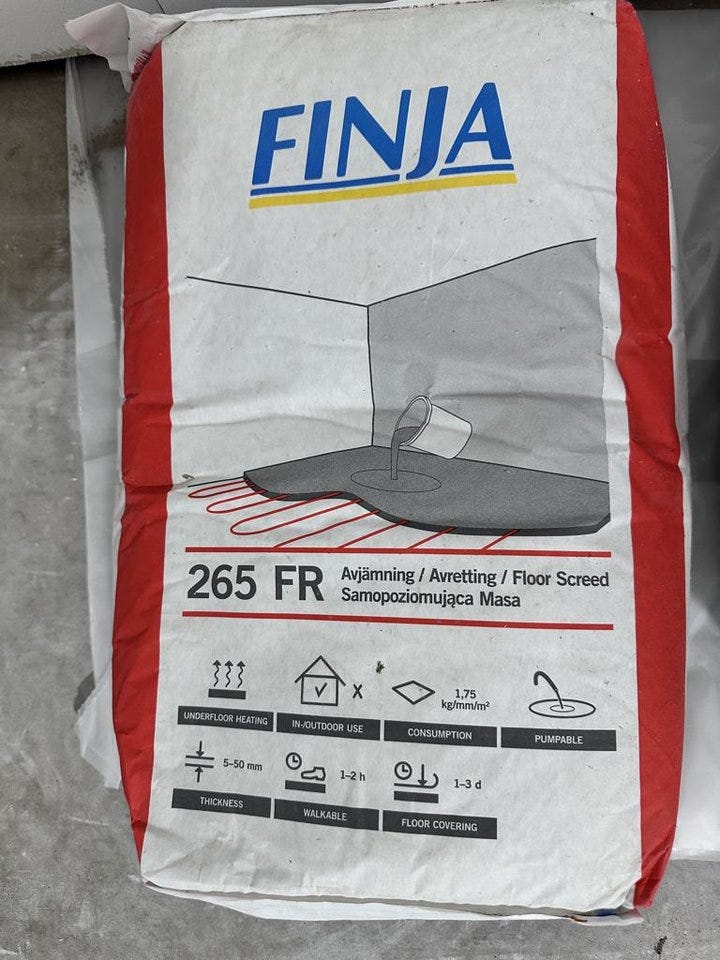 FINJA
265 FR
Avjämning / Avretting / Floor Screed
Samopoziomująca Masa
UNDERFLOOR HEATING
X
IN-/OUTDOOR USE
1,75
kg/mm/m²
CONSUMPTION
PUMPABLE
5–50 mm
THICKNESS
1–2 h
WALKABLE
1–3 d
FLOOR COVERING